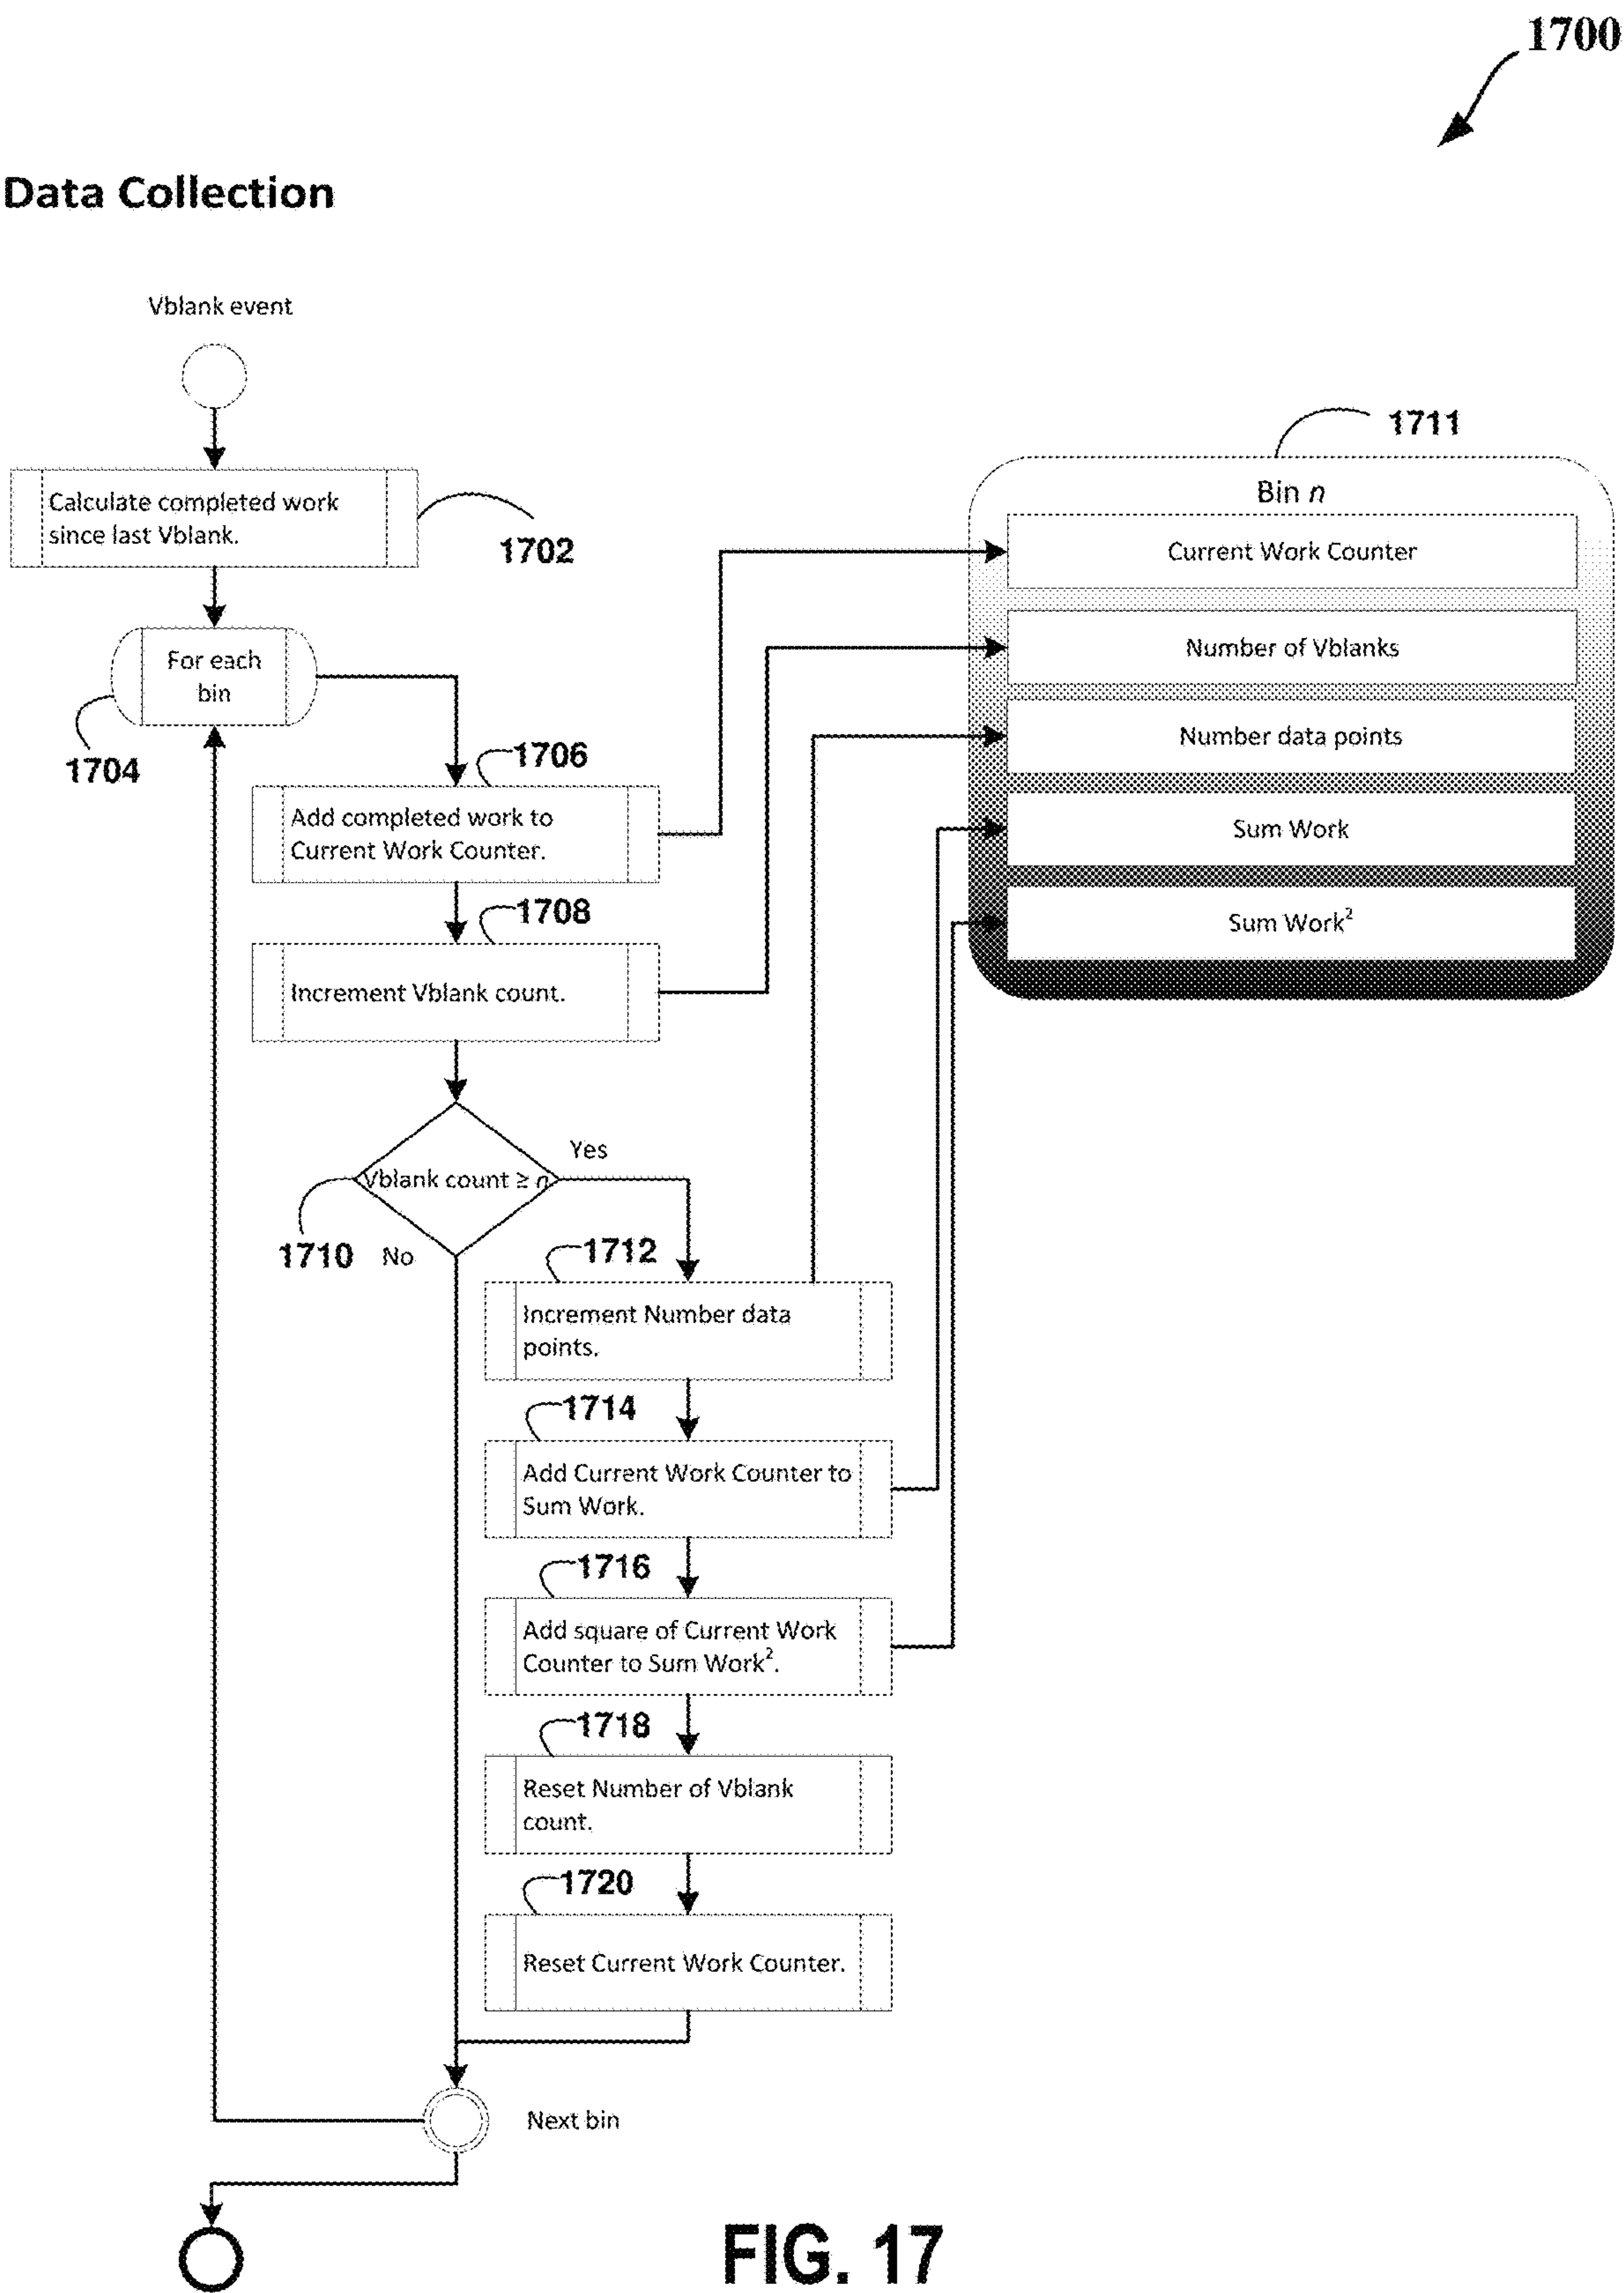 1700
Data Collection
Vblank event
Calculate completed work
since last Vblank.
1702
For each
bin
1704
1706
Add completed work to
Current Work Counter.
1708
Increment Vblank count.
Vblank count ≥ n
Yes
1710
No
1712
Increment Number data
points.
1714
Add Current Work Counter to
Sum Work.
1716
Add square of Current Work
Counter to Sum Work².
1718
Reset Number of Vblank
count.
1720
Reset Current Work Counter.
Next bin
1711
Bin n
Current Work Counter
Number of Vblanks
Number data points
Sum Work
Sum Work²
FIG. 17